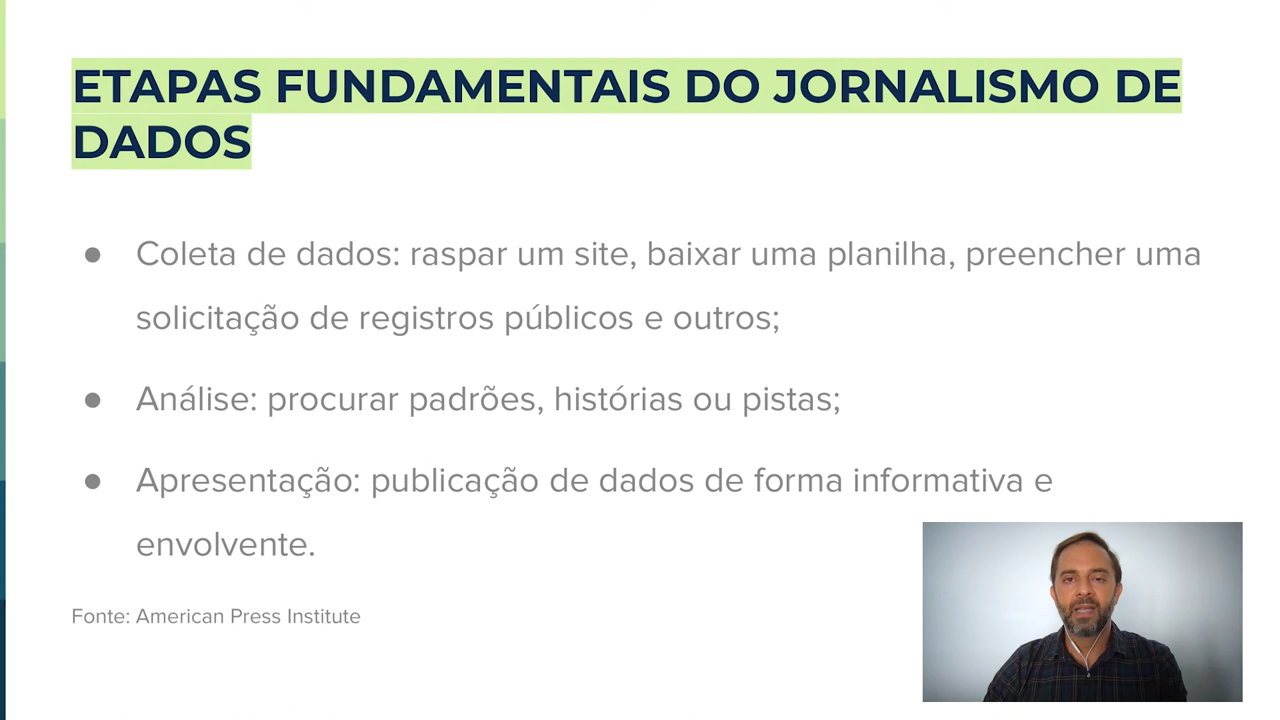 ETAPAS FUNDAMENTAIS DO JORNALISMO DE
DADOS
● Coleta de dados: raspar um site, baixar uma planilha, preencher uma
solicitação de registros públicos e outros;
● Análise: procurar padrões, histórias ou pistas;
● Apresentação: publicação de dados de forma informativa e
envolvente.
Fonte: American Press Institute